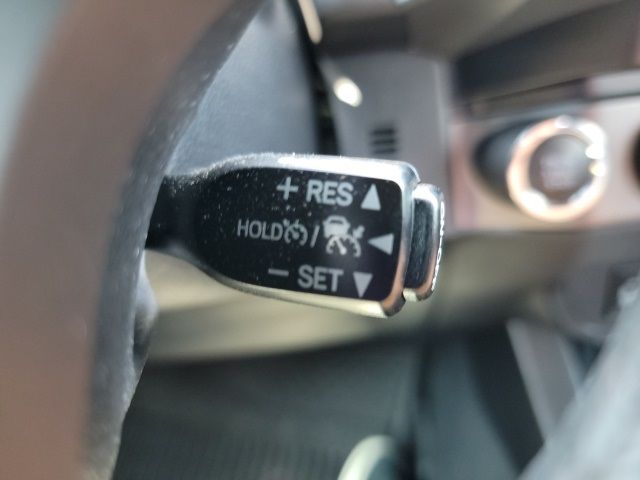 + RES ▲
HOLD / ◀
− SET ▼